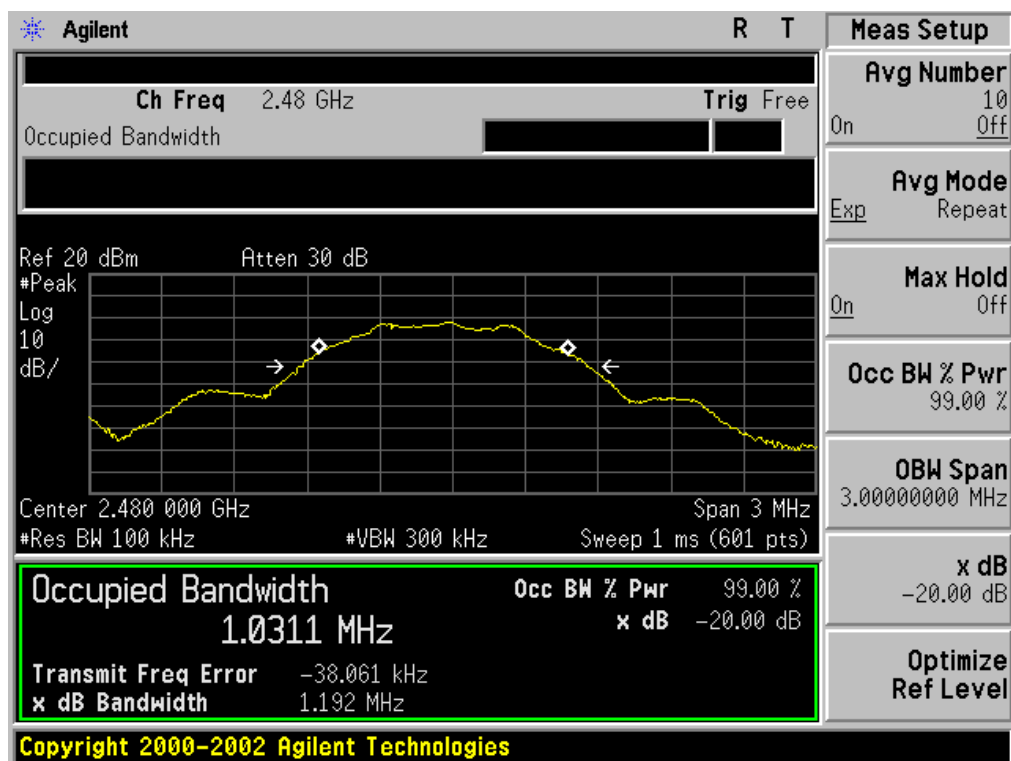 Agilent R T
Ch Freq 2.48 GHz Trig Free
Occupied Bandwidth
Ref 20 dBm Atten 30 dB
#Peak
Log
10
dB/
Center 2.480 000 GHz Span 3 MHz
#Res BW 100 kHz #VBW 300 kHz Sweep 1 ms (601 pts)
Occupied Bandwidth Occ BW % Pwr 99.00 %
1.0311 MHz x dB -20.00 dB
Transmit Freq Error -38.061 kHz
x dB Bandwidth 1.192 MHz
Copyright 2000-2002 Agilent Technologies
Meas Setup
Avg Number
10
On Off
Avg Mode
Exp Repeat
Max Hold
On Off
Occ BW % Pwr
99.00 %
OBW Span
3.00000000 MHz
x dB
-20.00 dB
Optimize
Ref Level